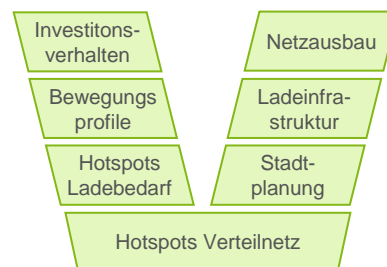 Investitons-
verhalten
Netzausbau
Bewegungs
profile
Ladeinfra-
struktur
Hotspots
Ladebedarf
Stadt-
planung
Hotspots Verteilnetz